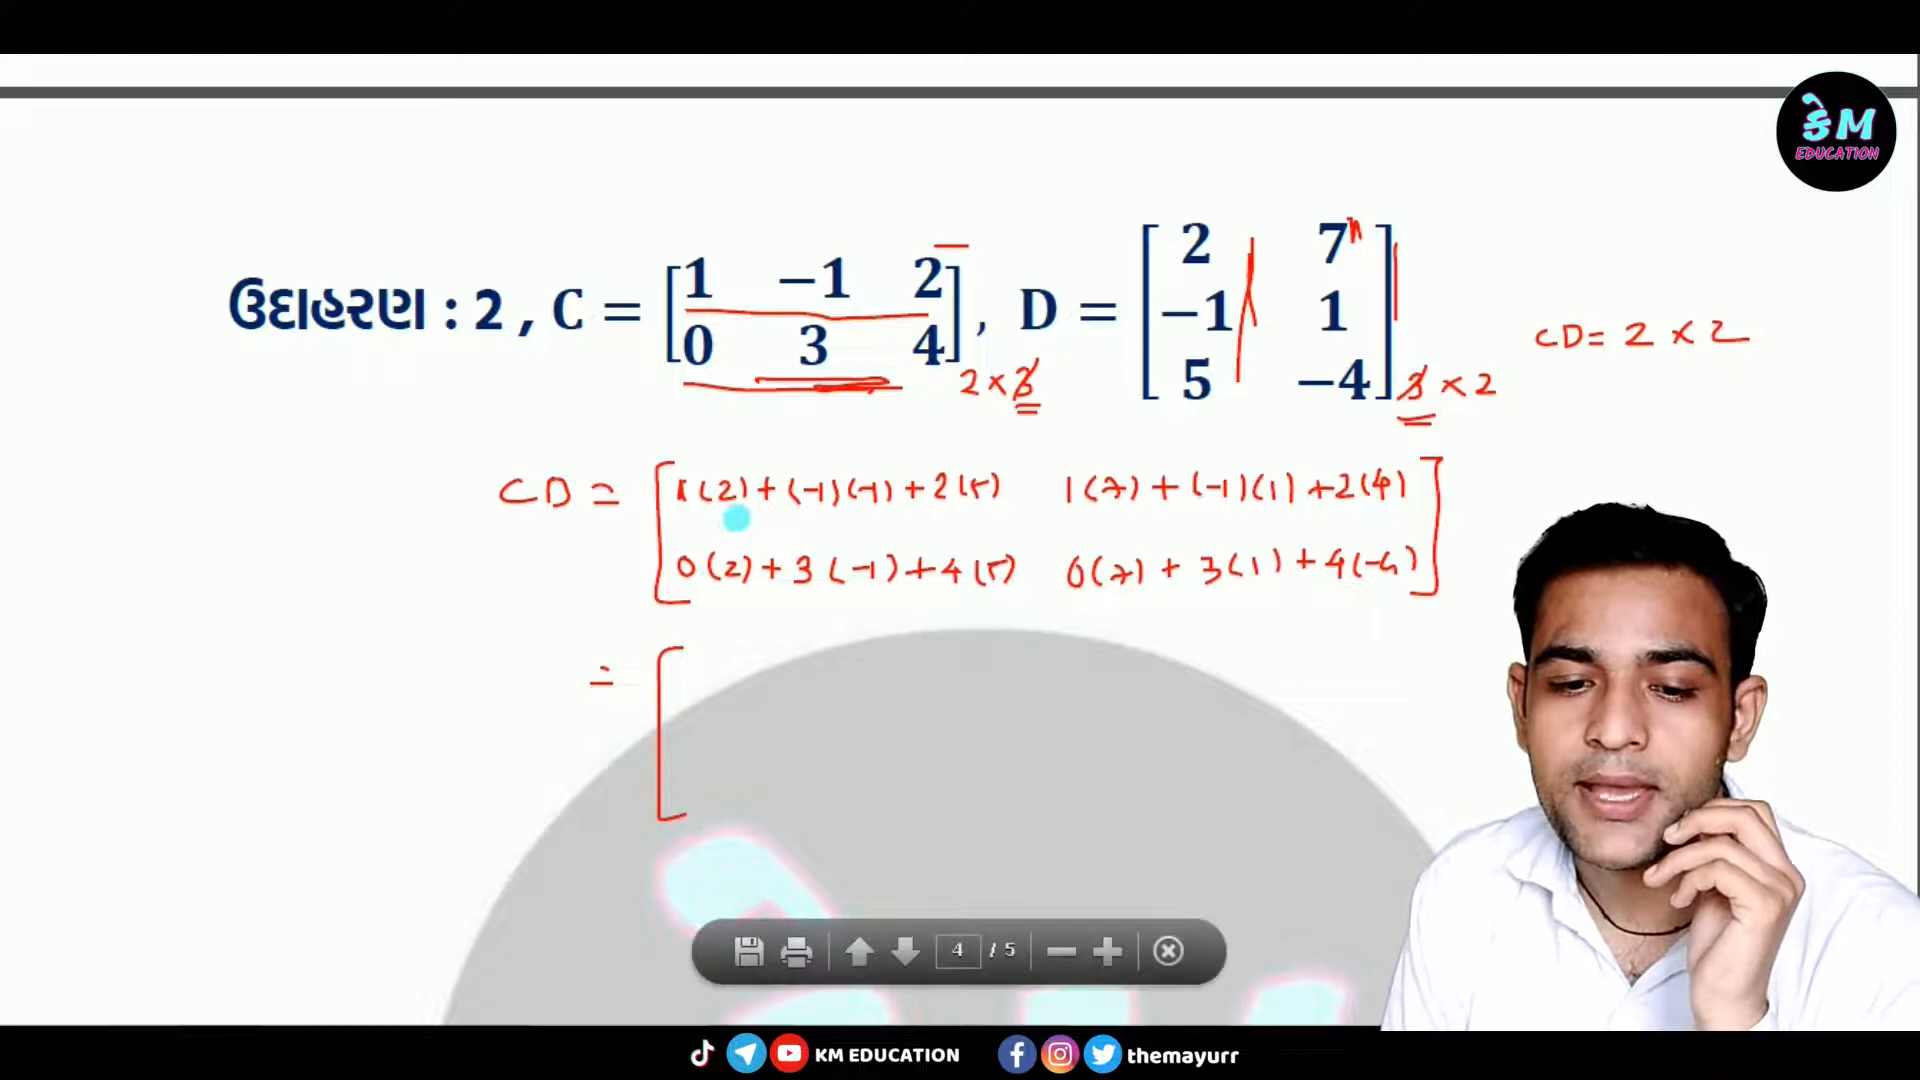 કેM
EDUCATION
ઉદાહરણ : 2 , C = [1 −1 2
0 3 4] , D = [2 7
−1 1
5 −4]
2 × 3
3 × 2
CD = 2 × 2
CD = [1(2) + (-1)(-1) + 2(5) 1(7) + (-1)(1) + 2(4)
0(2) + 3(-1) + 4(5) 0(7) + 3(1) + 4(-4)]
= [
4 / 5
KM EDUCATION themayurr